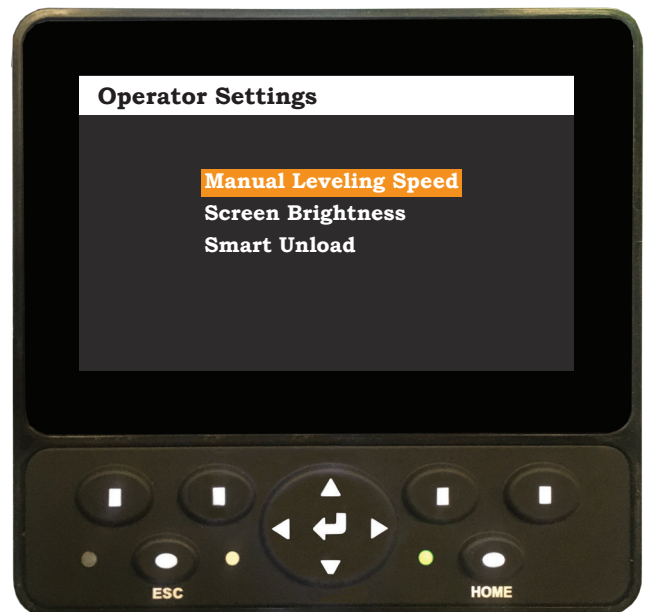 Operator Settings
Manual Leveling Speed
Screen Brightness
Smart Unload
ESC
HOME